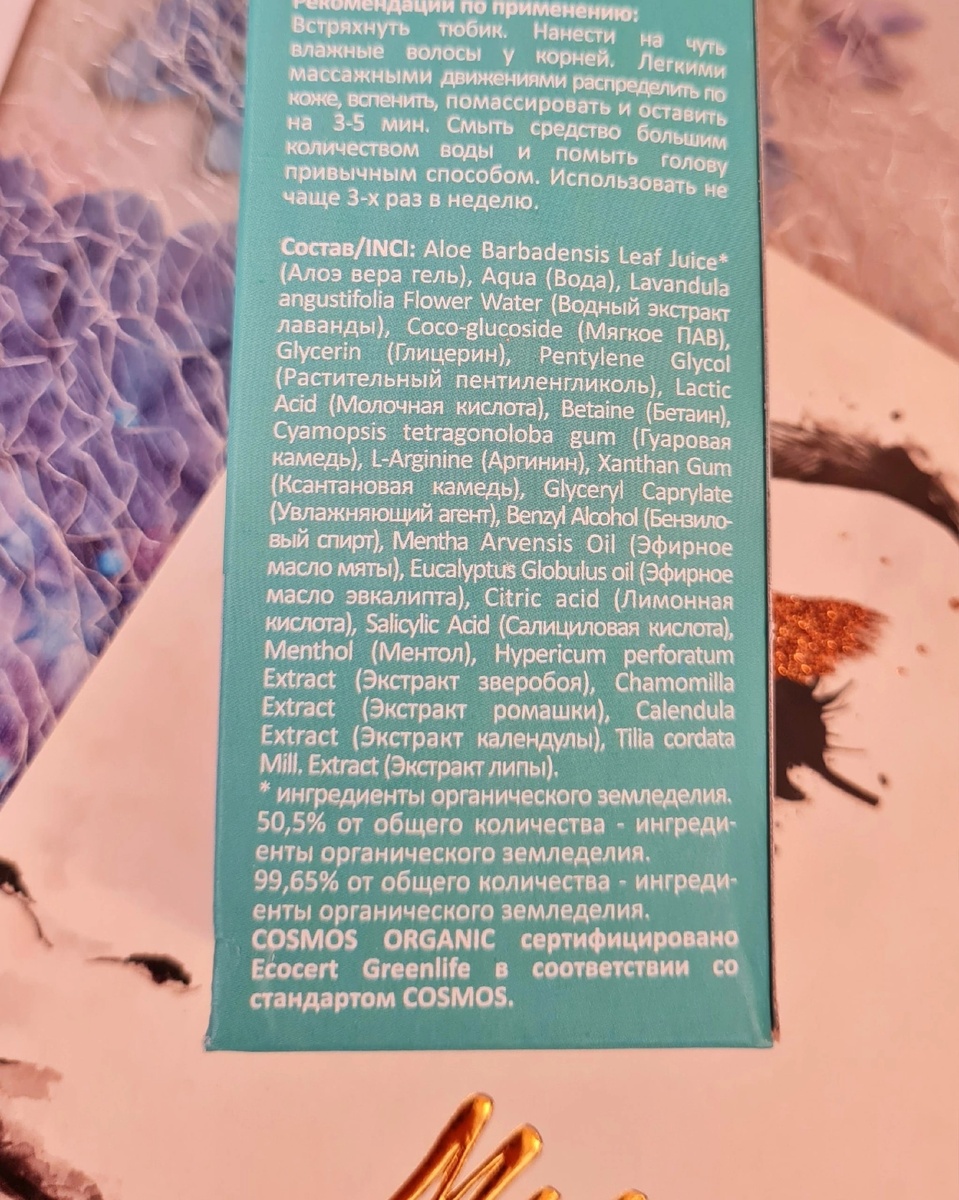 Рекомендации по применению:
Встряхнуть тюбик. Нанести на чуть
влажные волосы у корней. Легкими
массажными движениями распределить по
коже, вспенить, помассировать и оставить
на 3-5 мин. Смыть средство большим
количеством воды и помыть голову
привычным способом. Использовать не
чаще 3-х раз в неделю.
Состав/INCI: Aloe Barbadensis Leaf Juice*
(Алоэ вера гель), Aqua (Вода), Lavandula
angustifolia Flower Water (Водный экстракт
лаванды), Coco-glucoside (Мягкое ПАВ),
Glycerin (Глицерин), Pentylene Glycol
(Растительный пентиленгликоль), Lactic
Acid (Молочная кислота), Betaine (Бетаин),
Cyamopsis tetragonoloba gum (Гуаровая
камедь), L-Arginine (Аргинин), Xanthan Gum
(Ксантановая камедь), Glyceryl Caprylate
(Увлажняющий агент), Benzyl Alcohol (Бензило-
вый спирт), Mentha Arvensis Oil (Эфирное
масло мяты), Eucalyptus Globulus oil (Эфирное
масло эвкалипта), Citric acid (Лимонная
кислота), Salicylic Acid (Салициловая кислота),
Menthol (Ментол), Hypericum perforatum
Extract (Экстракт зверобоя), Chamomilla
Extract (Экстракт ромашки), Calendula
Extract (Экстракт календулы), Tilia cordata
Mill. Extract (Экстракт липы).
* ингредиенты органического земледелия.
50,5% от общего количества - ингреди-
енты органического земледелия.
99,65% от общего количества - ингреди-
енты органического земледелия.
COSMOS ORGANIC сертифицировано
Ecocert Greenlife в соответствии со
стандартом COSMOS.